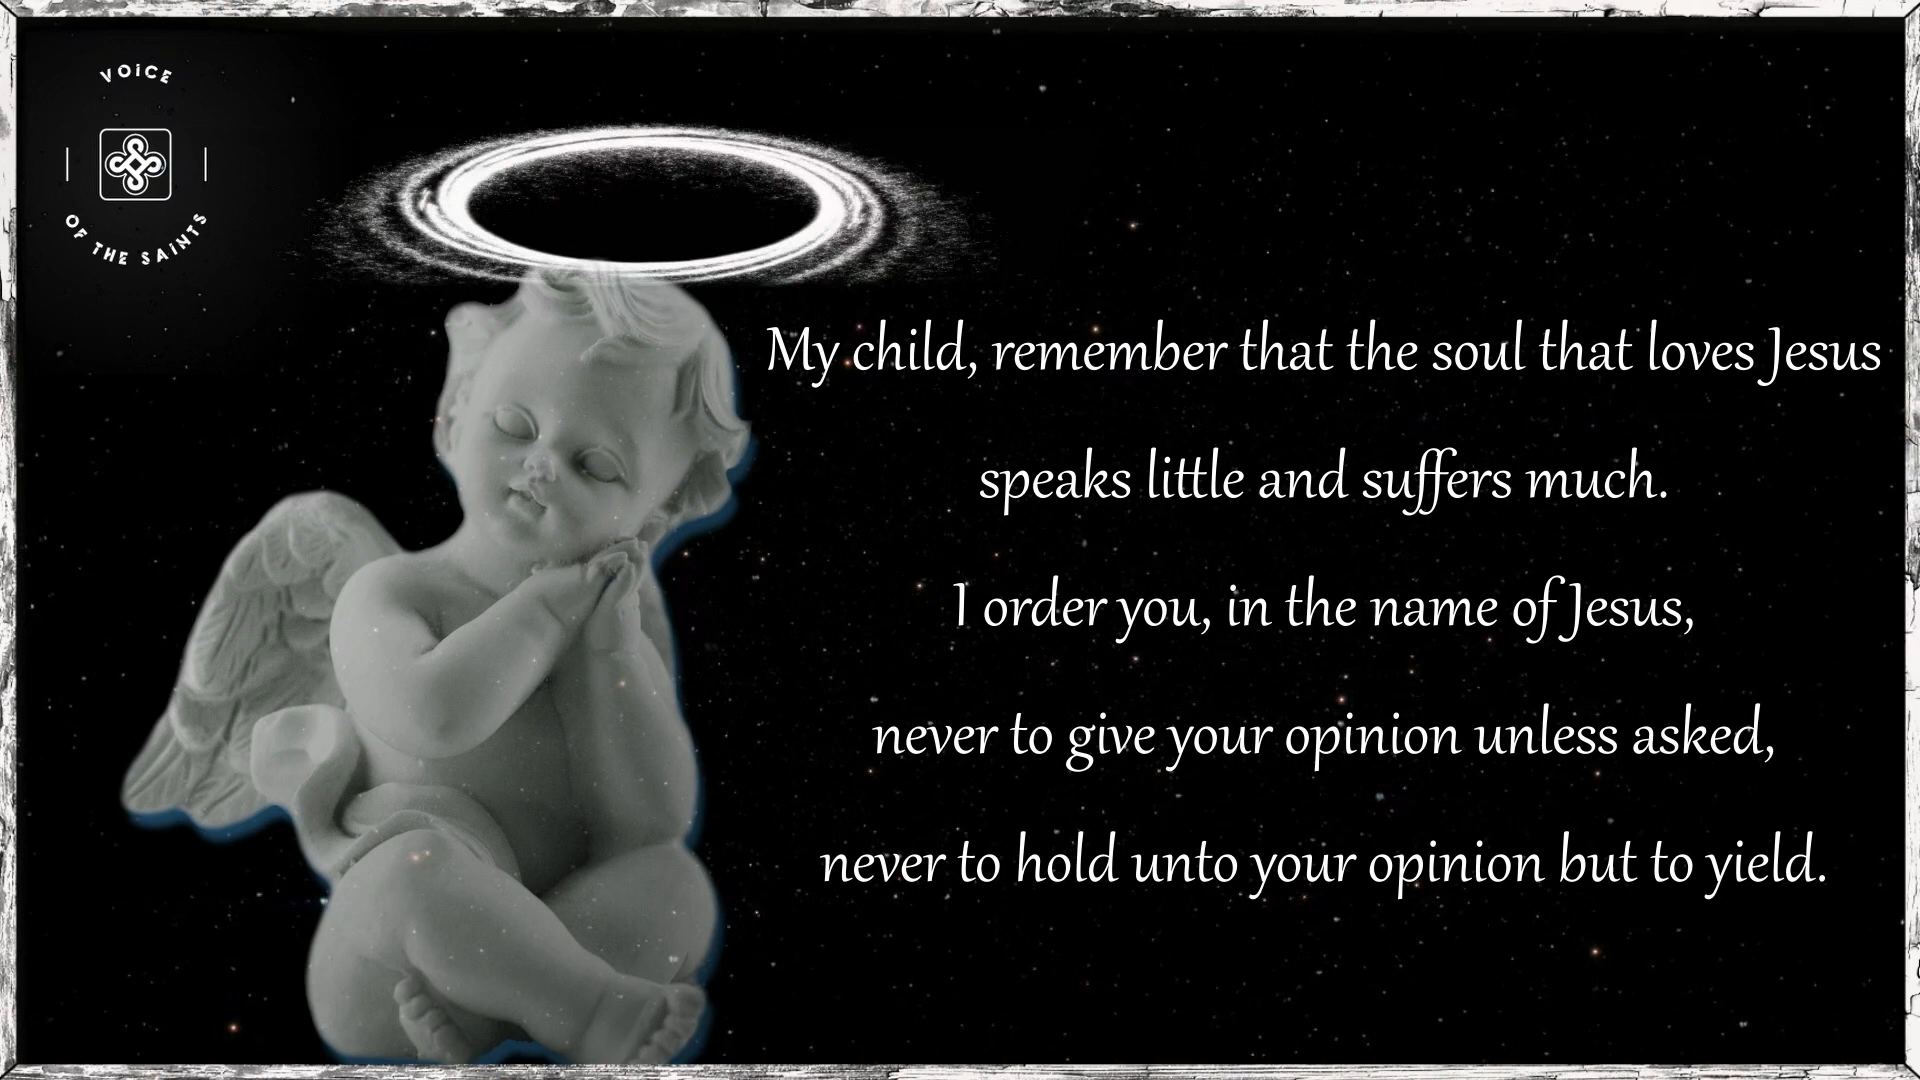 VOiCE
OF THE SAiNTS
My child, remember that the soul that loves Jesus
speaks little and suffers much.
I order you, in the name of Jesus,
never to give your opinion unless asked,
never to hold unto your opinion but to yield.